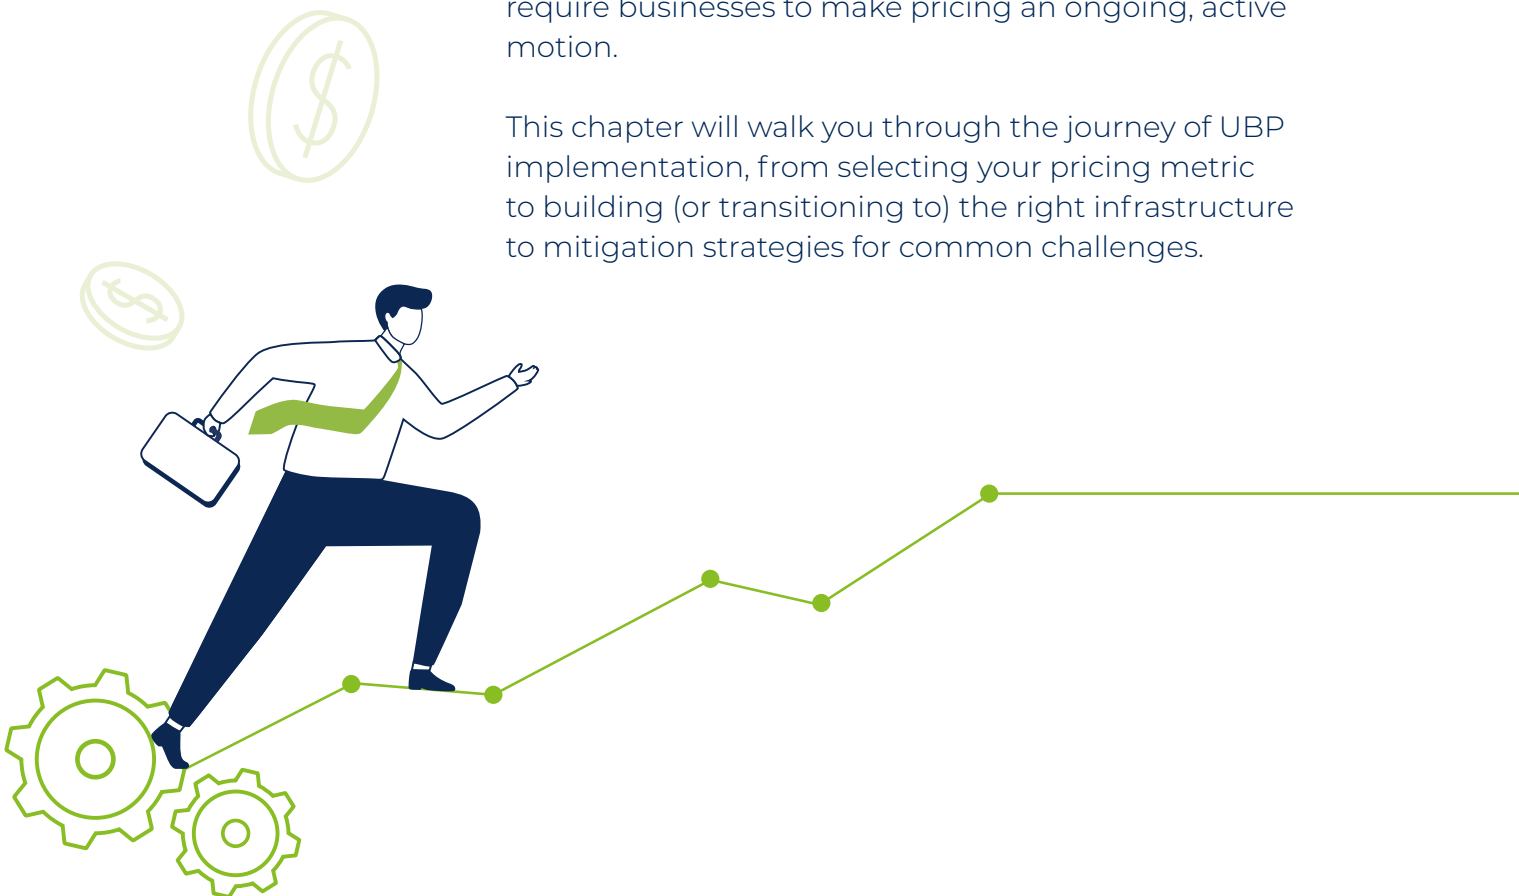 require businesses to make pricing an ongoing, active
motion.
This chapter will walk you through the journey of UBP
implementation, from selecting your pricing metric
to building (or transitioning to) the right infrastructure
to mitigation strategies for common challenges.
$
$